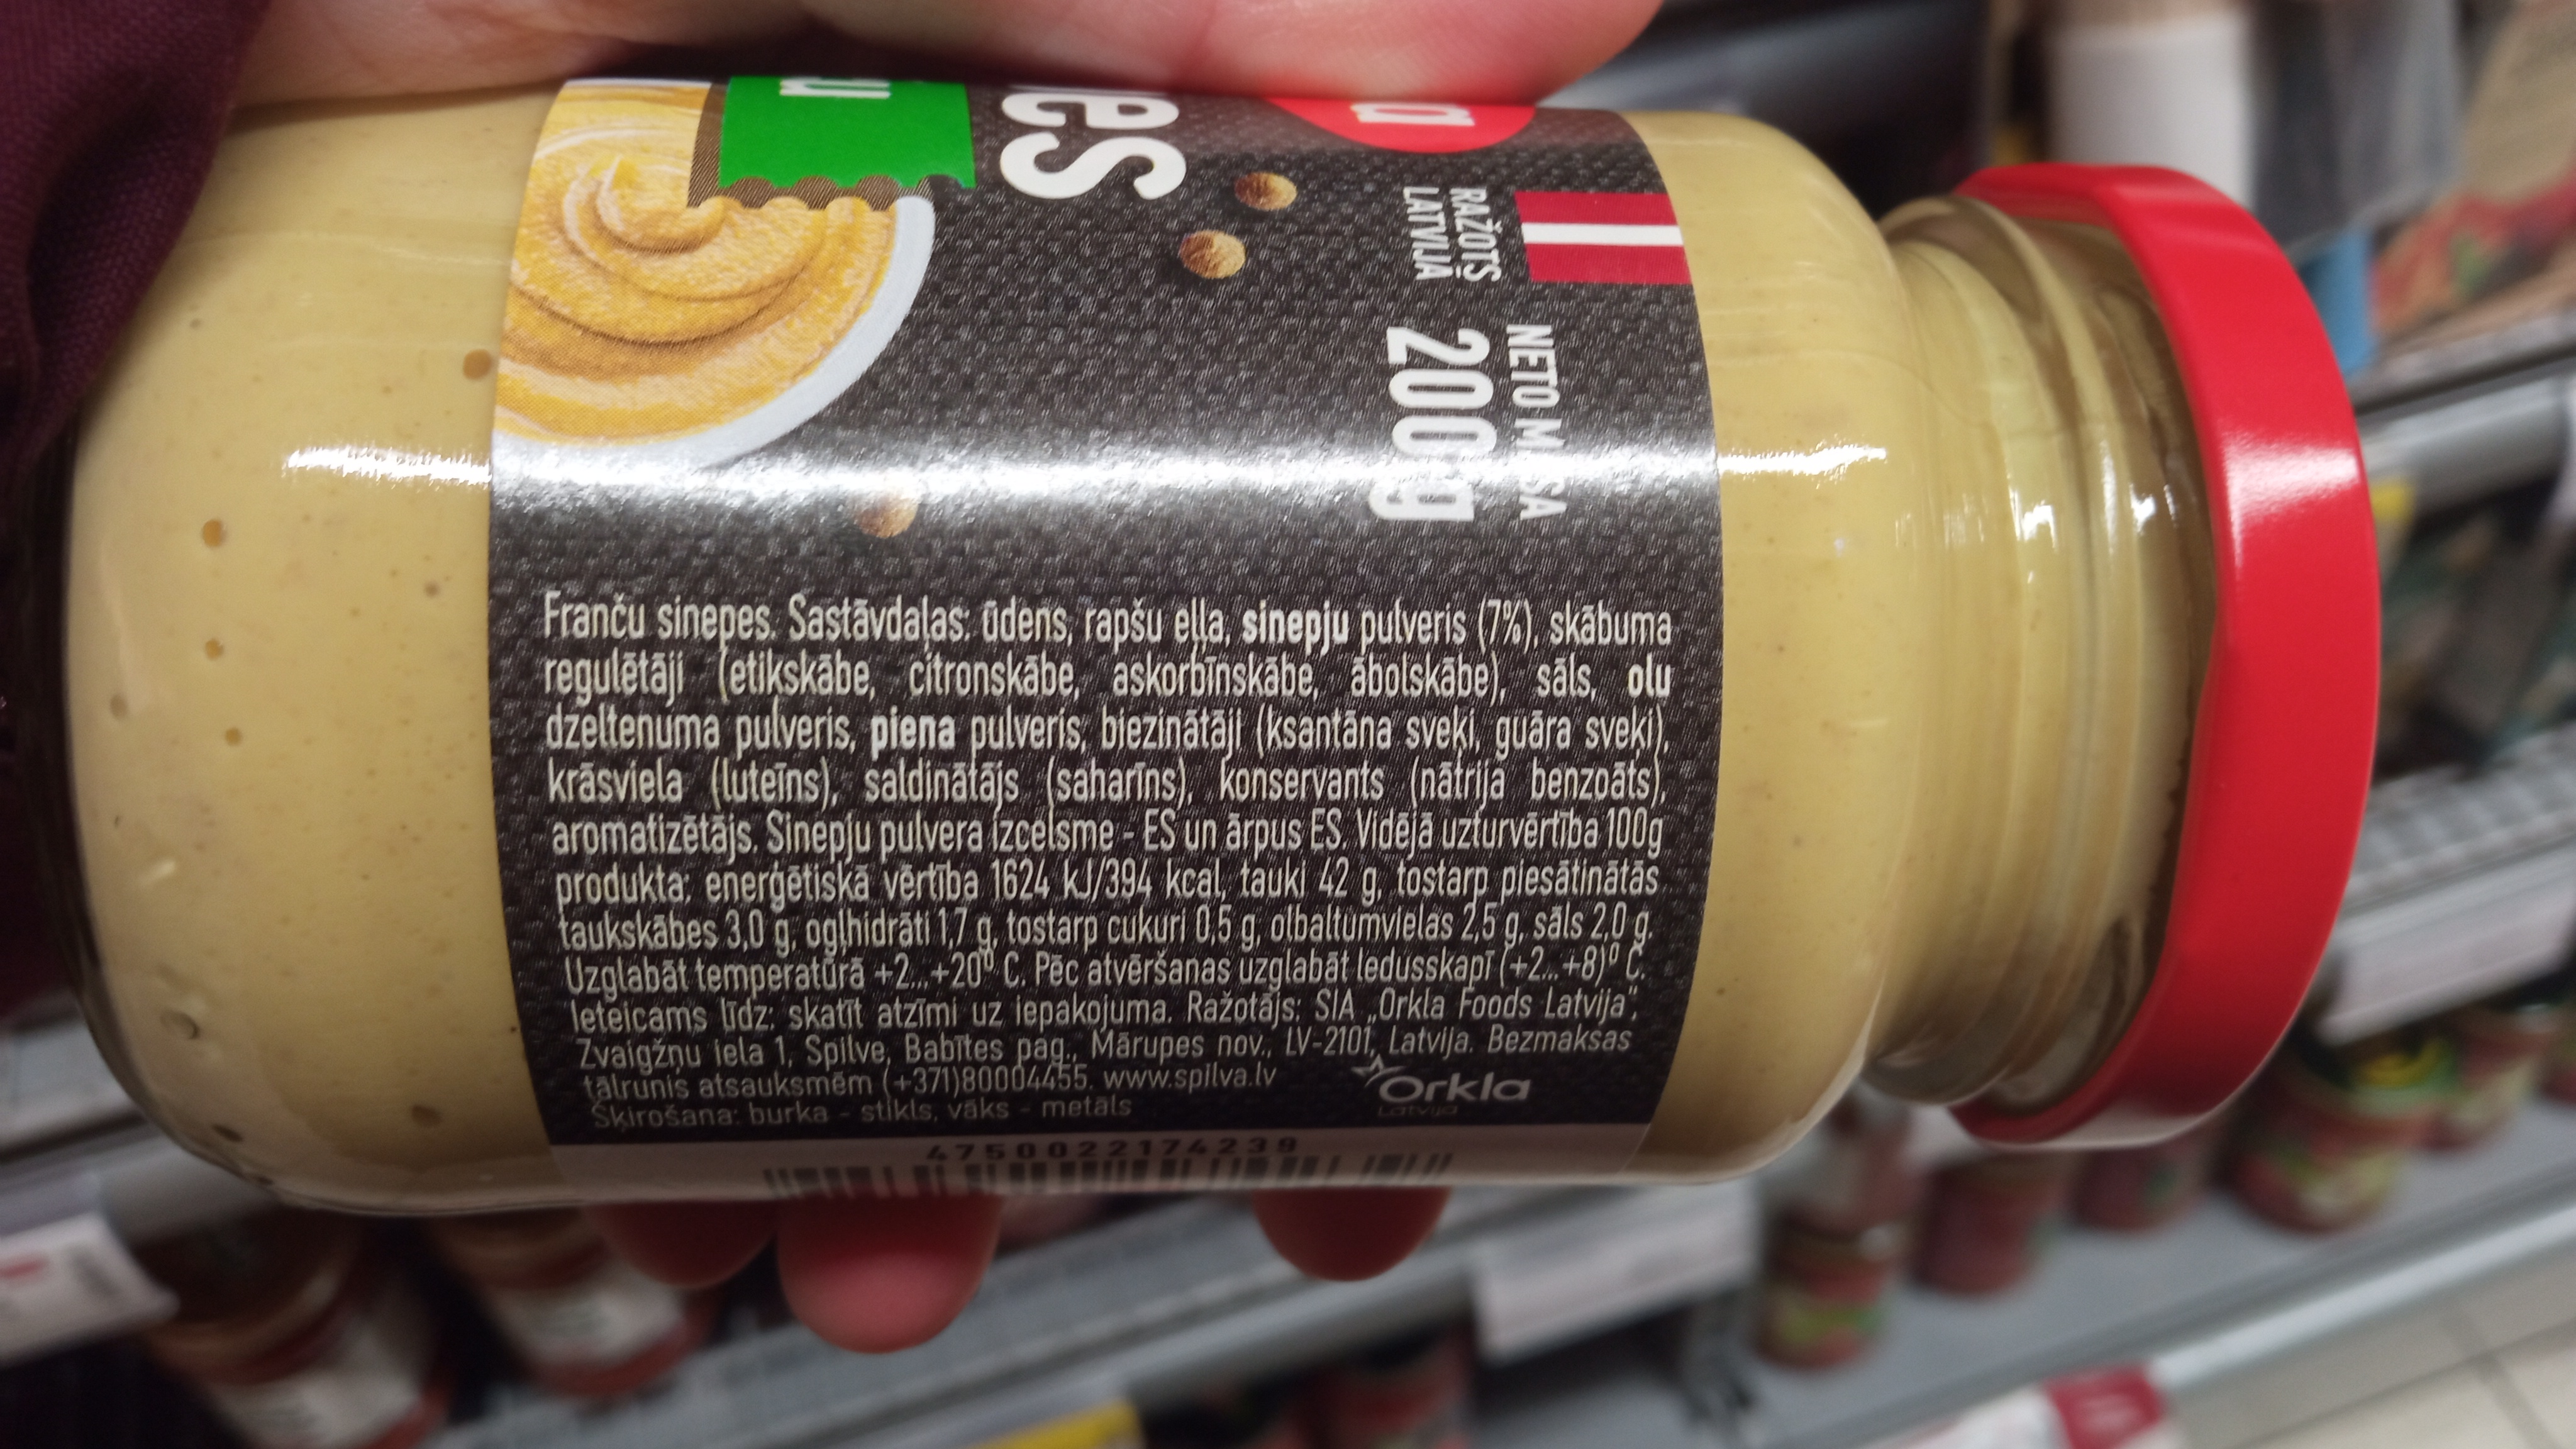 RAŽOTS
LATVIJĀ
NETO
200g
Franču sinepes. Sastāvdaļas: ūdens, rapšu eļļa, sinepju pulveris (7%), skābuma
regulētāji (etiķskābe, citronskābe, askorbīnskābe, ābolskābe), sāls, olu
dzeltenuma pulveris, piena pulveris, biezinātāji (ksantāna sveķi, guāra sveķi),
krāsviela (luteīns), saldinātājs (saharīns), konservants (nātrija benzoāts),
aromatizētājs. Sinepju pulvera izcelsme - ES un ārpus ES. Vidējā uzturvērtība 100g
produkta: enerģētiskā vērtība 1624 kJ/394 kcal, tauki 42 g, tostarp piesātinātās
taukskābes 3,0 g, ogļhidrāti 1,7 g, tostarp cukuri 0,5 g, olbaltumvielas 2,5 g, sāls 2,0 g.
Uzglabāt temperatūrā +2...+20º C. Pēc atvēršanas uzglabāt ledusskapī (+2...+8)º C.
Ieteicams līdz: skatīt atzīmi uz iepakojuma. Ražotājs: SIA „Orkla Foods Latvija”,
Zvaigžņu iela 1, Spilve, Babītes pag., Mārupes nov., LV-2101, Latvija. Bezmaksas
tālrunis atsauksmēm (+371)80004455. www.spilva.lv
Šķirošana: burka - stikls, vāks - metāls
Orkla
Latvija
4750022174239